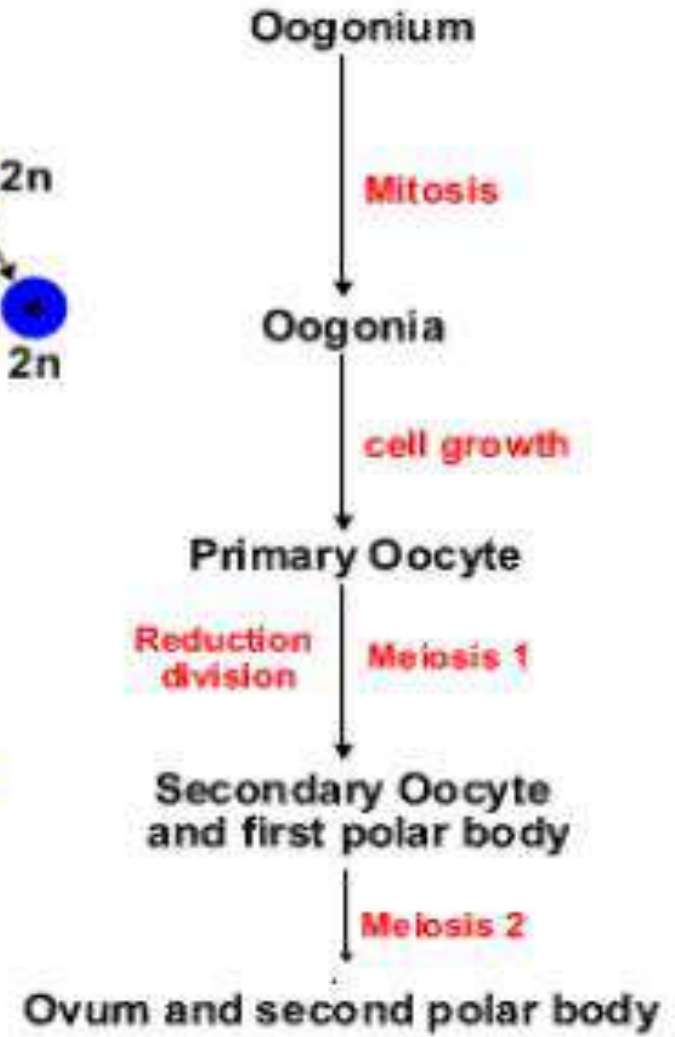 Oogonium
2n
Mitosis
Oogonia
2n
cell growth
Primary Oocyte
Reduction
division
Meiosis 1
Secondary Oocyte
and first polar body
Meiosis 2
Ovum and second polar body